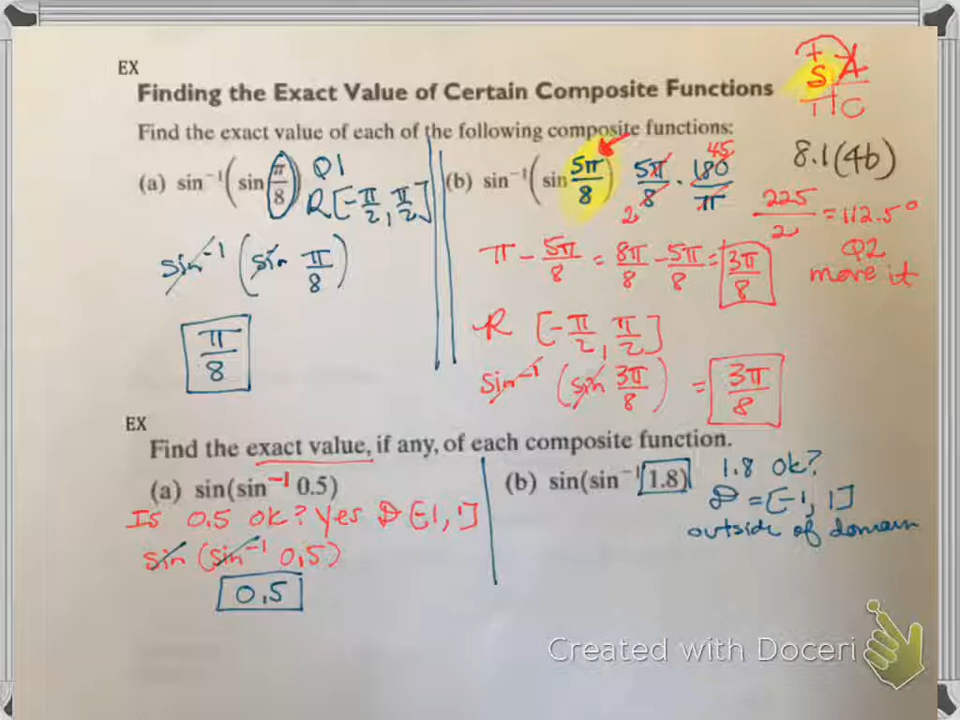 EX
Finding the Exact Value of Certain Composite Functions
+
S A
T C
Find the exact value of each of the following composite functions:
8.1(4b)
(a) sin⁻¹(sin π/8) Q1
R[-π/2, π/2]
sin⁻¹(sin π/8)
π/8
(b) sin⁻¹(sin 5π/8) 5π/8 · 180/π
45
2
225/2 = 112.5°
Q2
move it
π - 5π/8 = 8π/8 - 5π/8 = 3π/8
R [-π/2, π/2]
sin⁻¹(sin 3π/8) = 3π/8
EX
Find the exact value, if any, of each composite function.
(a) sin(sin⁻¹ 0.5)
Is 0.5 ok? Yes D [-1, 1]
sin (sin⁻¹ 0.5)
0.5
(b) sin(sin⁻¹ 1.8) 1.8 ok?
D = [-1, 1]
outside of domain
Created with Doceri